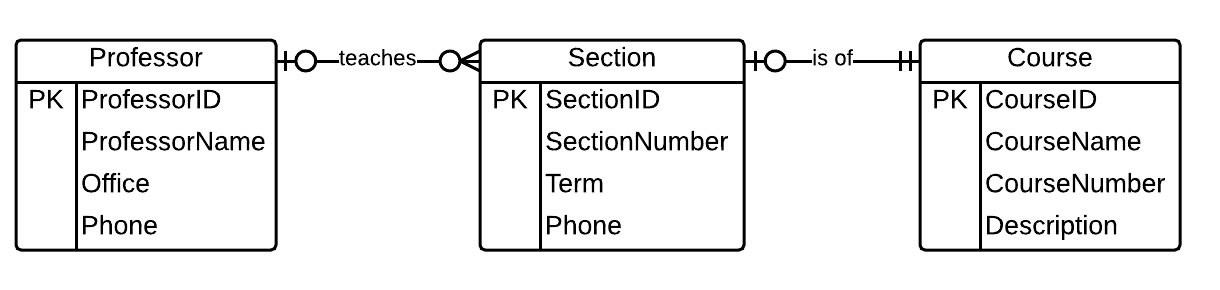 Professor
PK ProfessorID
ProfessorName
Office
Phone
teaches
Section
PK SectionID
SectionNumber
Term
Phone
is of
Course
PK CourseID
CourseName
CourseNumber
Description